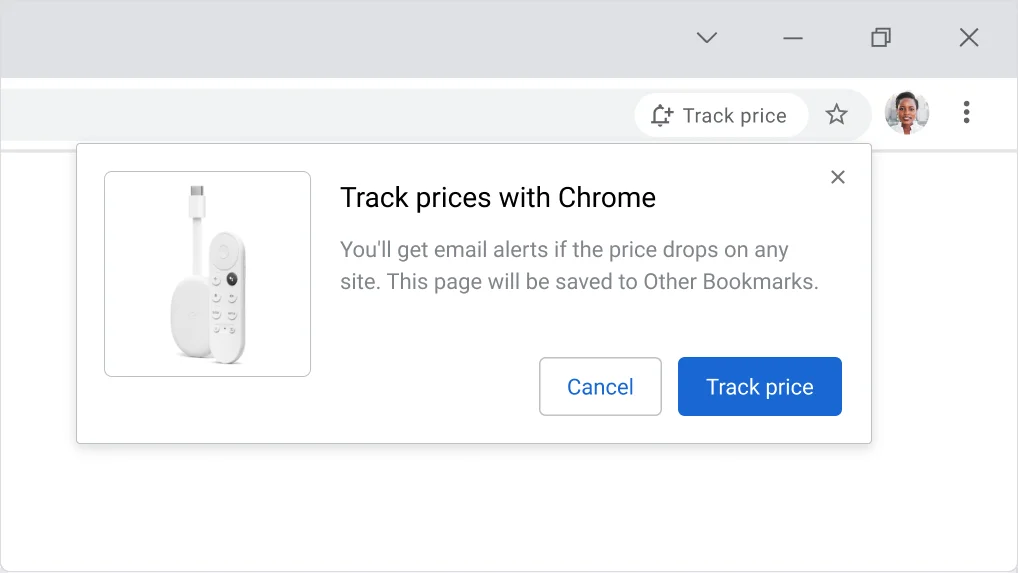 Track price
Track prices with Chrome
You'll get email alerts if the price drops on any
site. This page will be saved to Other Bookmarks.
Cancel
Track price